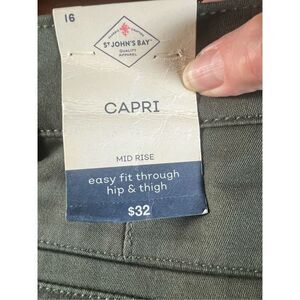 16
ST. JOHN'S BAY®
QUALITY
APPAREL
CAPRI
MID RISE
easy fit through
hip & thigh
$32